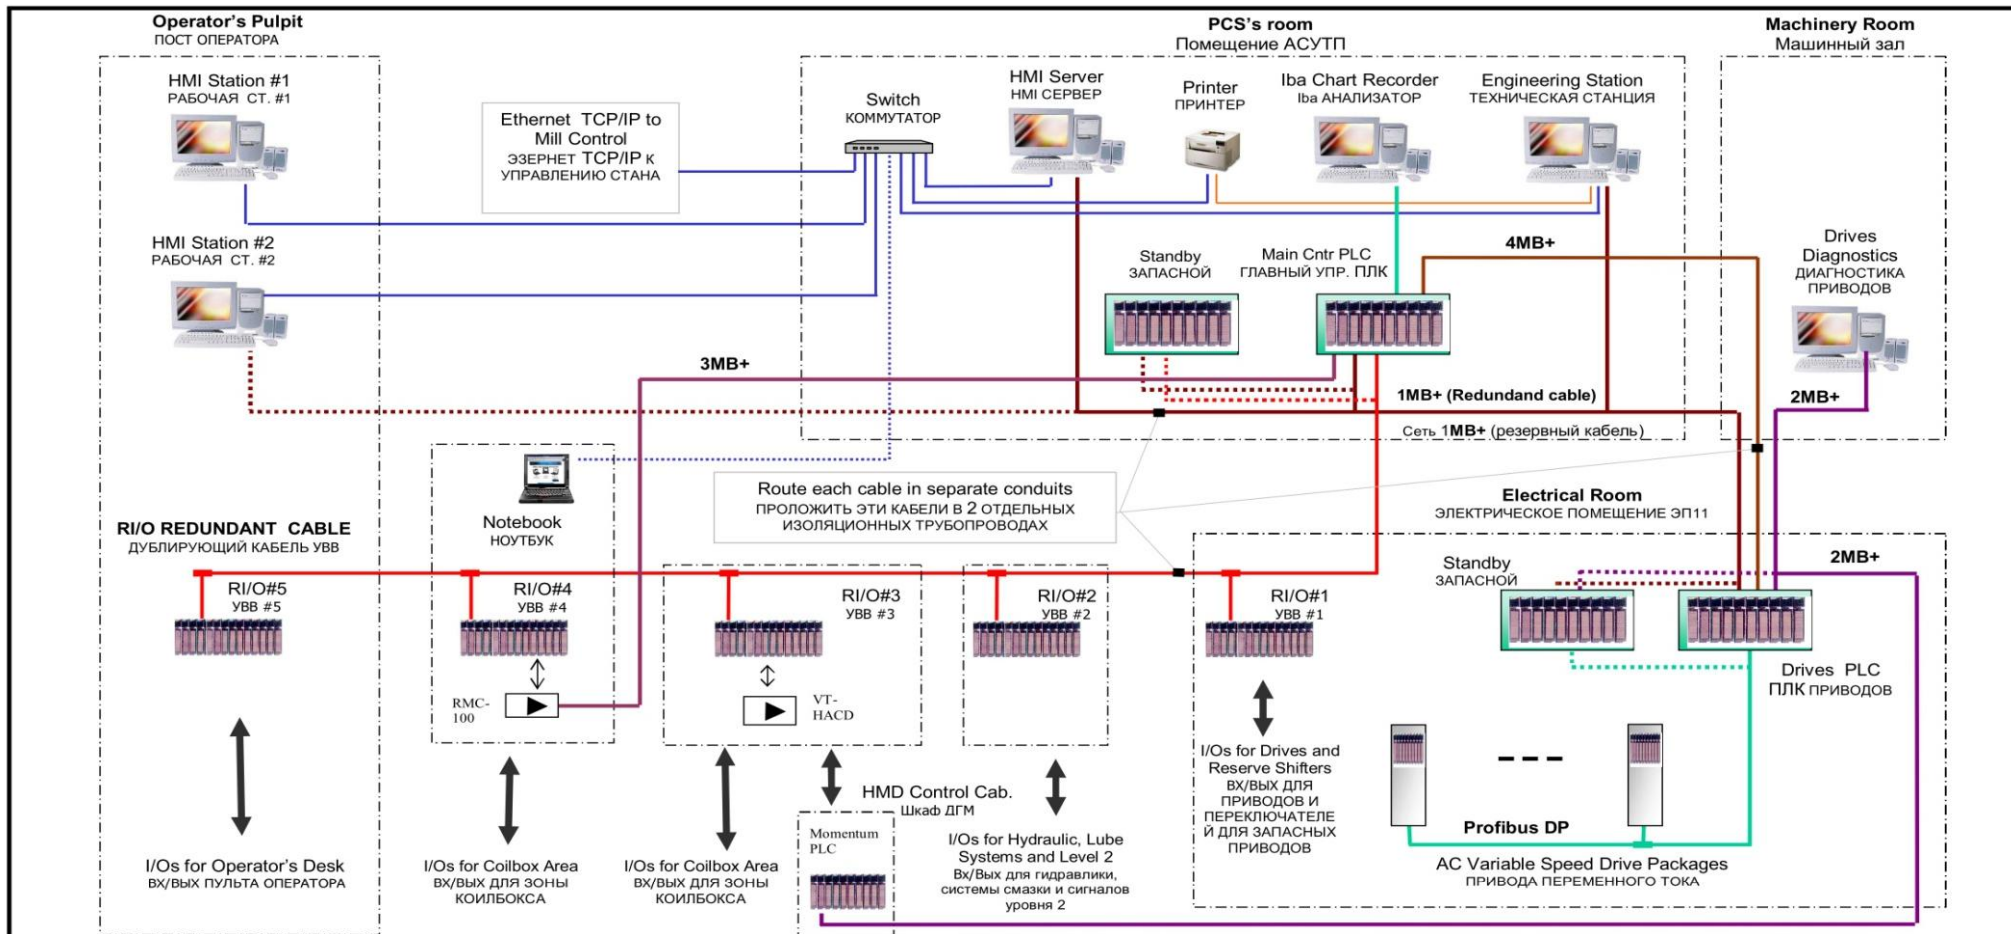 Operator's Pulpit
ПОСТ ОПЕРАТОРА
PCS's room
Помещение АСУТП
Machinery Room
Машинный зал
HMI Station #1
РАБОЧАЯ СТ. #1
Ethernet TCP/IP to
Mill Control
ЭЗЕРНЕТ TCP/IP К
УПРАВЛЕНИЮ СТАНА
Switch
КОММУТАТОР
HMI Server
HMI СЕРВЕР
Printer
ПРИНТЕР
Iba Chart Recorder
Iba АНАЛИЗАТОР
Engineering Station
ТЕХНИЧЕСКАЯ СТАНЦИЯ
HMI Station #2
РАБОЧАЯ СТ. #2
Standby
ЗАПАСНОЙ
Main Cntr PLC
ГЛАВНЫЙ УПР. ПЛК
4MB+
Drives
Diagnostics
ДИАГНОСТИКА
ПРИВОДОВ
3MB+
1MB+ (Redundand cable)
2MB+
Сеть 1MB+ (резервный кабель)
Route each cable in separate conduits
ПРОЛОЖИТЬ ЭТИ КАБЕЛИ В 2 ОТДЕЛЬНЫХ
ИЗОЛЯЦИОННЫХ ТРУБОПРОВОДАХ
Notebook
НОУТБУК
RI/O REDUNDANT CABLE
ДУБЛИРУЮЩИЙ КАБЕЛЬ УВВ
Electrical Room
ЭЛЕКТРИЧЕСКОЕ ПОМЕЩЕНИЕ ЭП11
Standby
ЗАПАСНОЙ
2MB+
RI/O#5
УВВ #5
RI/O#4
УВВ #4
RI/O#3
УВВ #3
RI/O#2
УВВ #2
RI/O#1
УВВ #1
Drives PLC
ПЛК ПРИВОДОВ
RMC-
100
VT-
HACD
I/Os for Drives and
Reserve Shifters
ВХ/ВЫХ ДЛЯ
ПРИВОДОВ И
ПЕРЕКЛЮЧАТЕЛЕ
Й ДЛЯ ЗАПАСНЫХ
ПРИВОДОВ
HMD Control Cab.
Шкаф ДГМ
Momentum
PLC
I/Os for Operator's Desk
ВХ/ВЫХ ПУЛЬТА ОПЕРАТОРА
I/Os for Coilbox Area
ВХ/ВЫХ ДЛЯ ЗОНЫ
КОИЛБОКСА
I/Os for Coilbox Area
ВХ/ВЫХ ДЛЯ ЗОНЫ
КОИЛБОКСА
I/Os for Hydraulic, Lube
Systems and Level 2
Вх/Вых для гидравлики,
системы смазки и сигналов
уровня 2
Profibus DP
AC Variable Speed Drive Packages
ПРИВОДА ПЕРЕМЕННОГО ТОКА